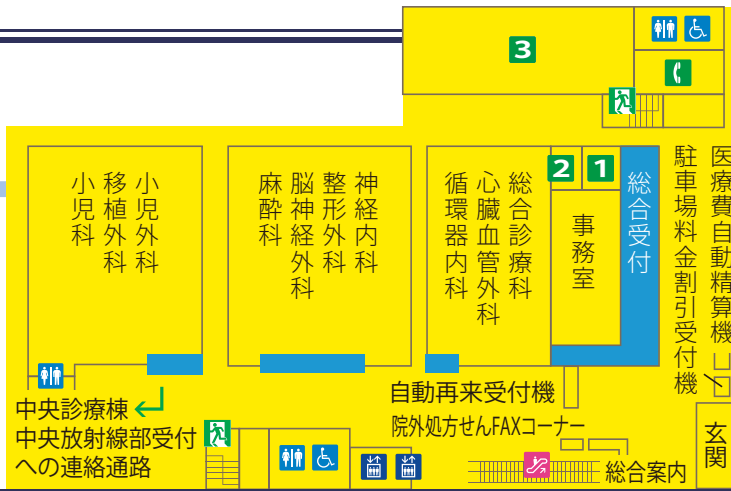 3
小児外科
移植外科
小児科
神経内科
整形外科
脳神経外科
麻酔科
総合診療科
心臓血管外科
循環器内科
2
1
事務室
総合受付
医療費自動精算機
駐車場料金割引受付機
自動再来受付機
院外処方せんFAXコーナー
中央診療棟
中央放射線部受付
への連絡通路
総合案内
玄関